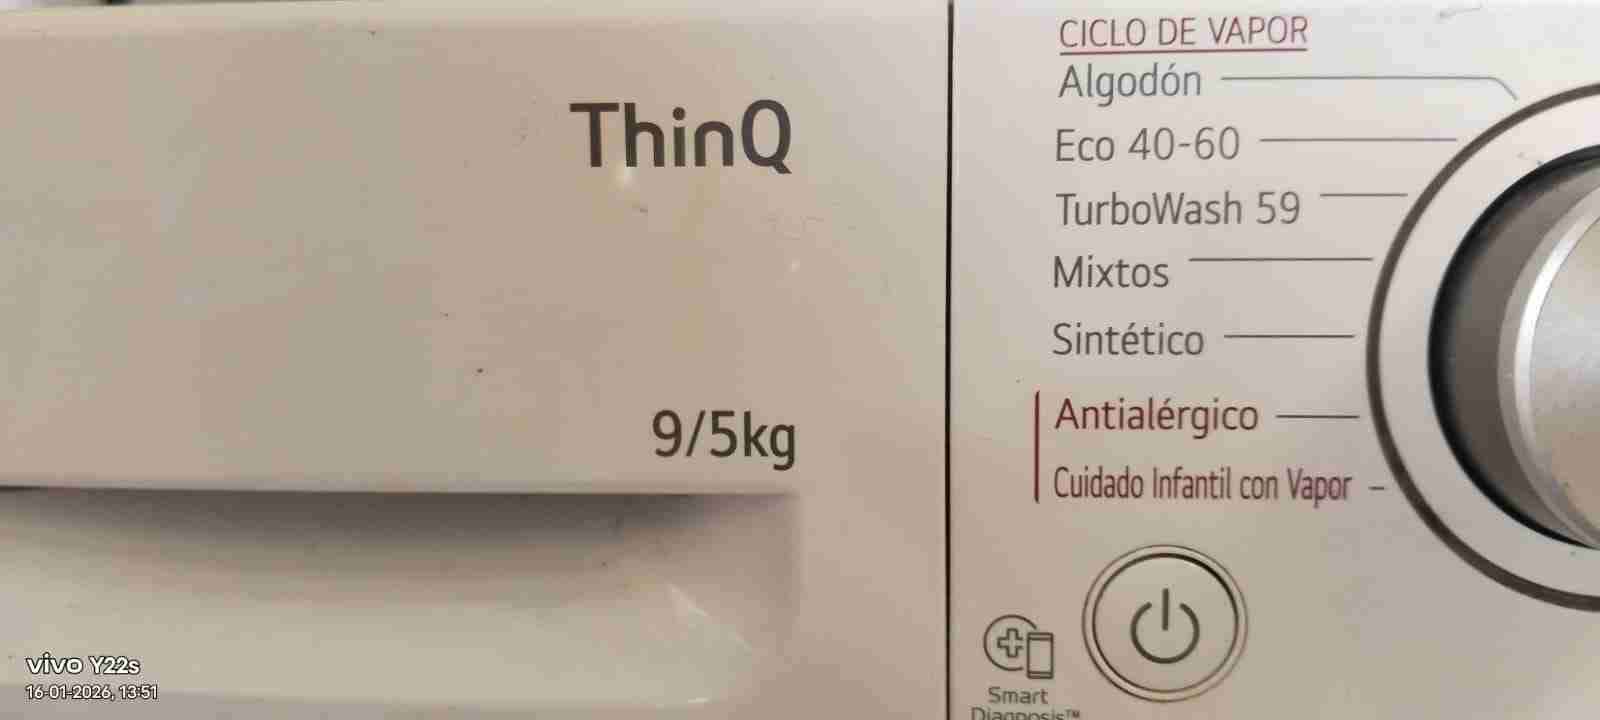 ThinQ
9/5kg
CICLO DE VAPOR
Algodón
Eco 40-60
TurboWash 59
Mixtos
Sintético
Antialérgico
Cuidado Infantil con Vapor
Smart
Diagnosis™
vivo Y22s
16-01-2026, 13:51